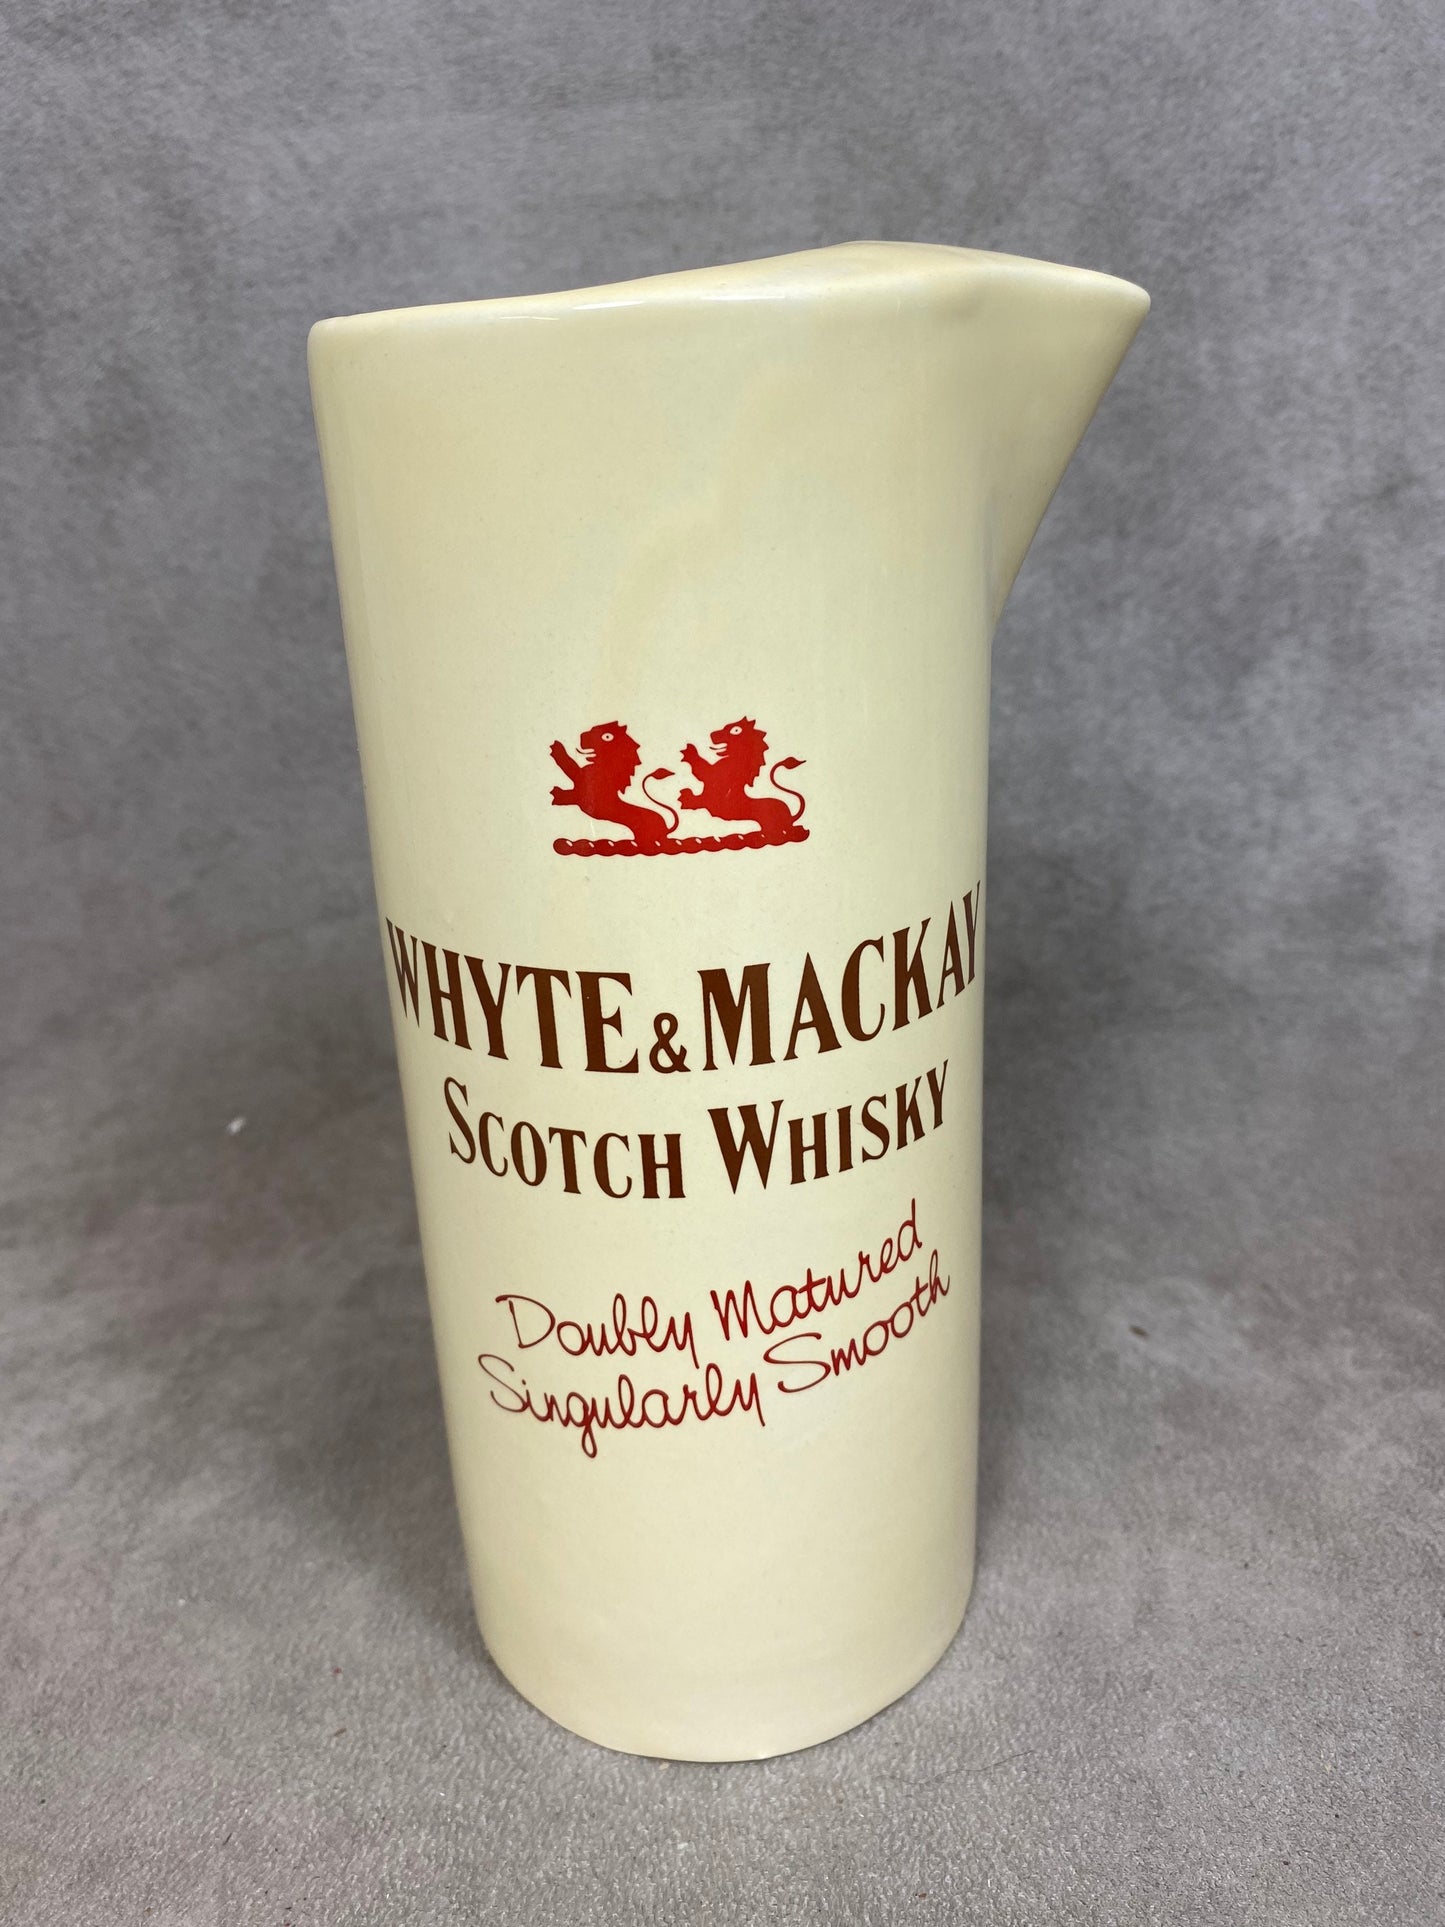 WHYTE & MACKAY
SCOTCH WHISKY
Doubly Matured
Singularly Smooth